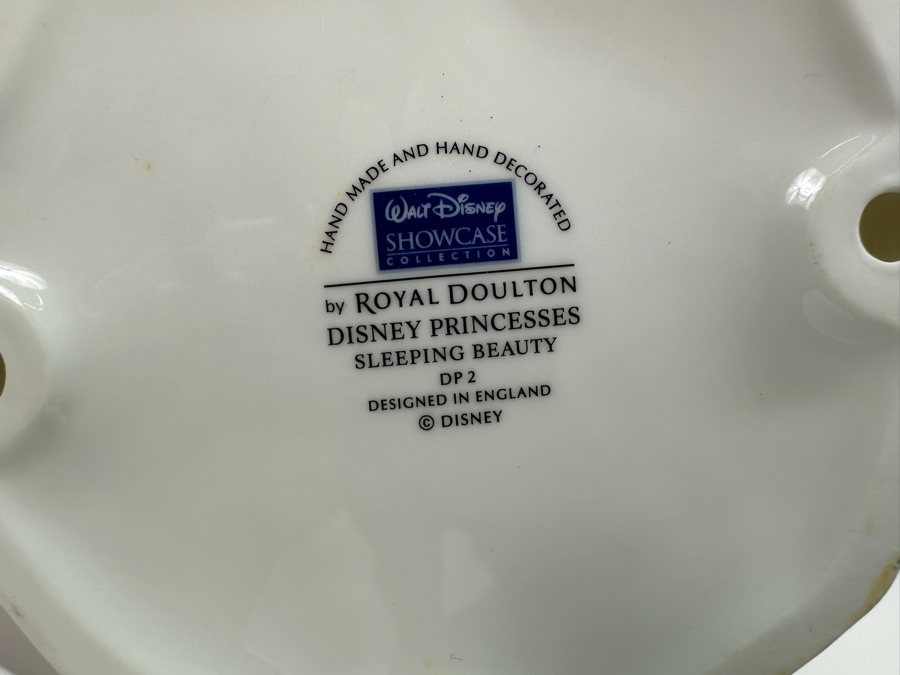 HAND MADE AND HAND DECORATED
WALT DISNEY
SHOWCASE
COLLECTION
by ROYAL DOULTON
DISNEY PRINCESSES
SLEEPING BEAUTY
DP 2
DESIGNED IN ENGLAND
© DISNEY